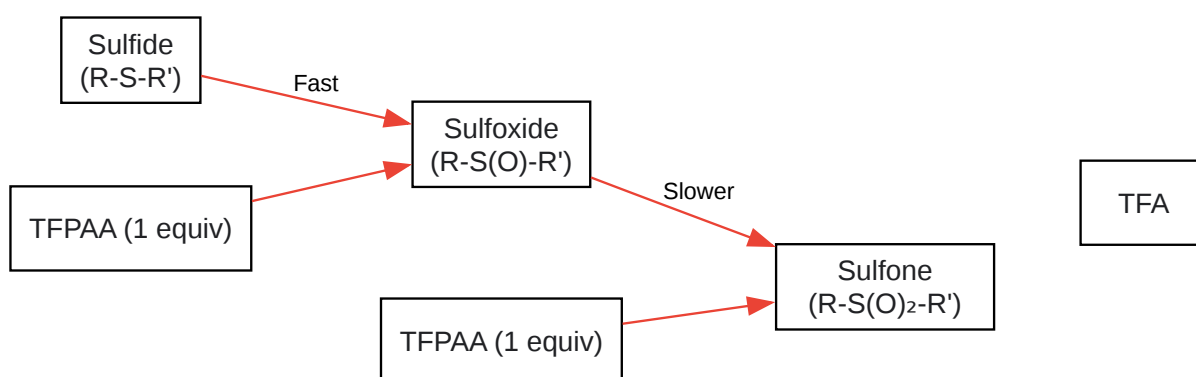 Sulfide
(R-S-R')
Fast
Sulfoxide
(R-S(O)-R')
TFPAA (1 equiv)
Slower
TFA
Sulfone
(R-S(O)₂-R')
TFPAA (1 equiv)